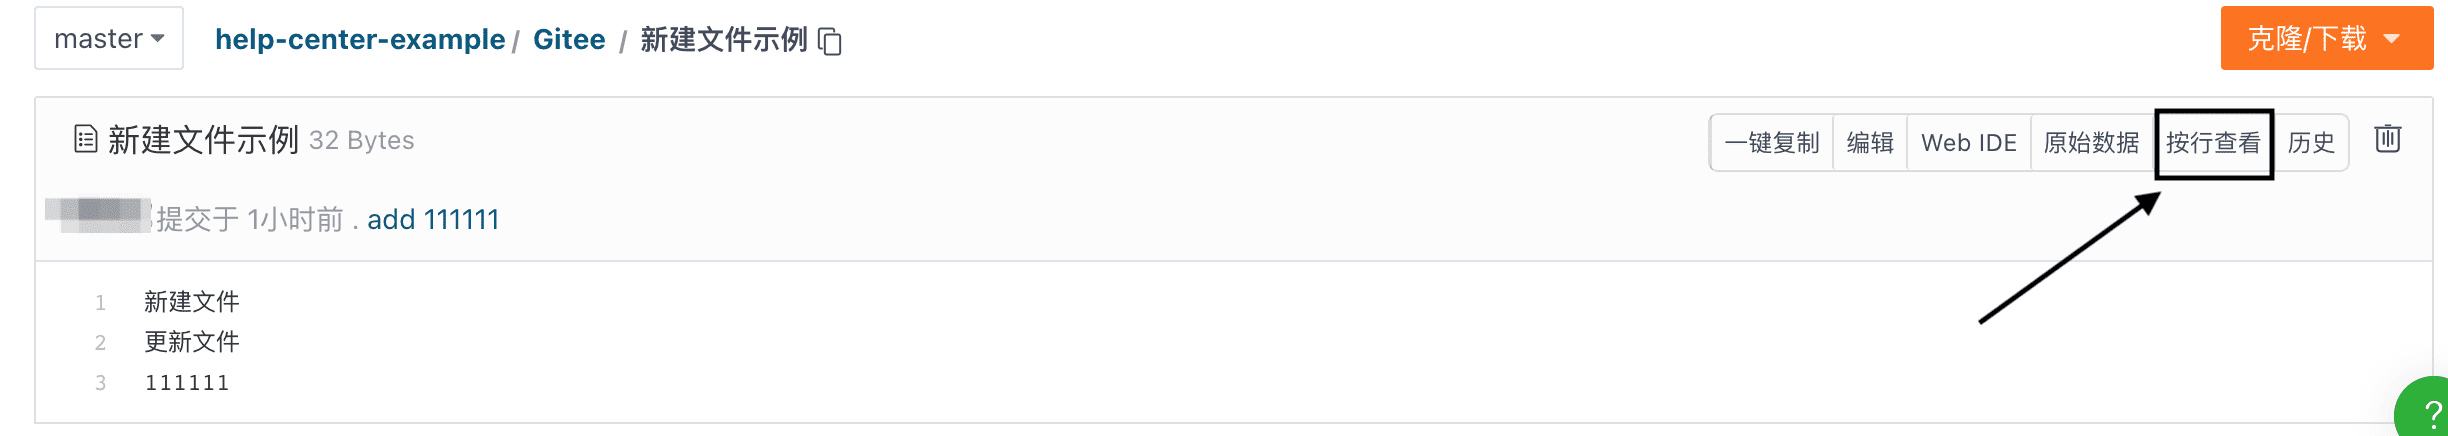 master help-center-example / Gitee / 新建文件示例 克隆/下载
新建文件示例 32 Bytes 一键复制 编辑 Web IDE 原始数据 按行查看 历史
提交于 1小时前 . add 111111
1 新建文件
2 更新文件
3 111111
?